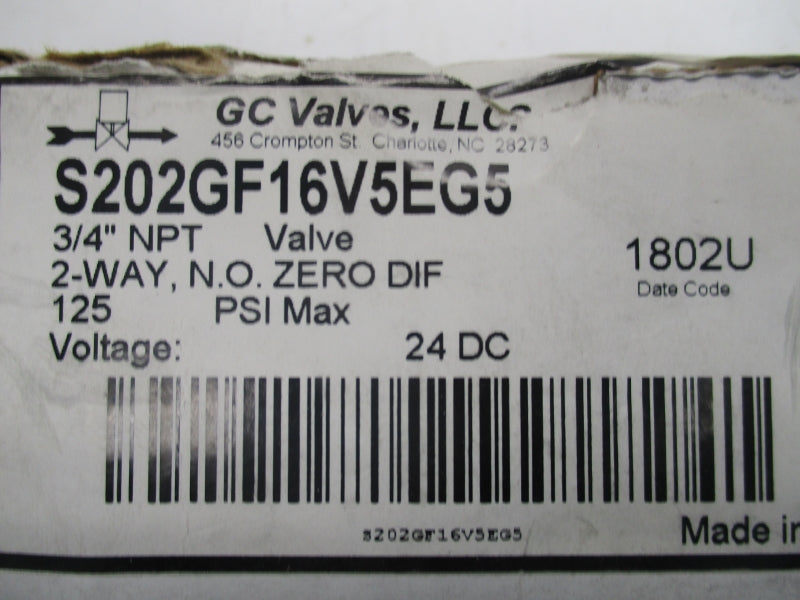 GC Valves, LLC.
456 Crompton St. Charlotte, NC 28273
S202GF16V5EG5
3/4" NPT Valve
2-WAY, N.O. ZERO DIF
125 PSI Max
1802U
Date Code
Voltage: 24 DC
S202GF16V5EG5
Made in